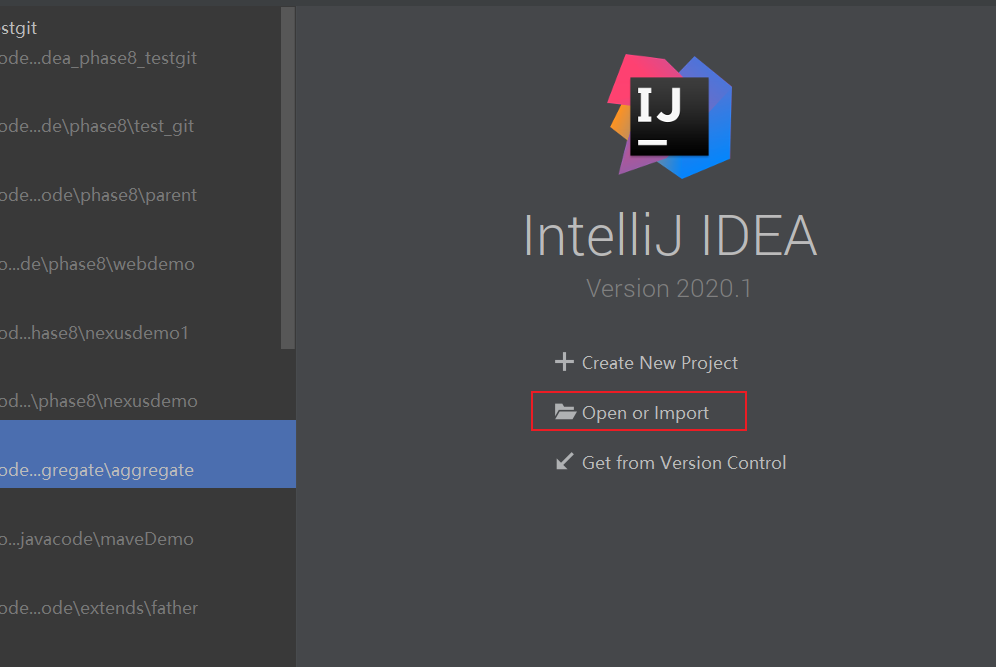 estgit
ode...dea_phase8_testgit
ode...de\phase8\test_git
ode...ode\phase8\parent
o...de\phase8\webdemo
od...hase8\nexusdemo1
od...\phase8\nexusdemo
ode...gregate\aggregate
o...javacode\maveDemo
ode...ode\extends\father
IJ
IntelliJ IDEA
Version 2020.1
Create New Project
Open or Import
Get from Version Control